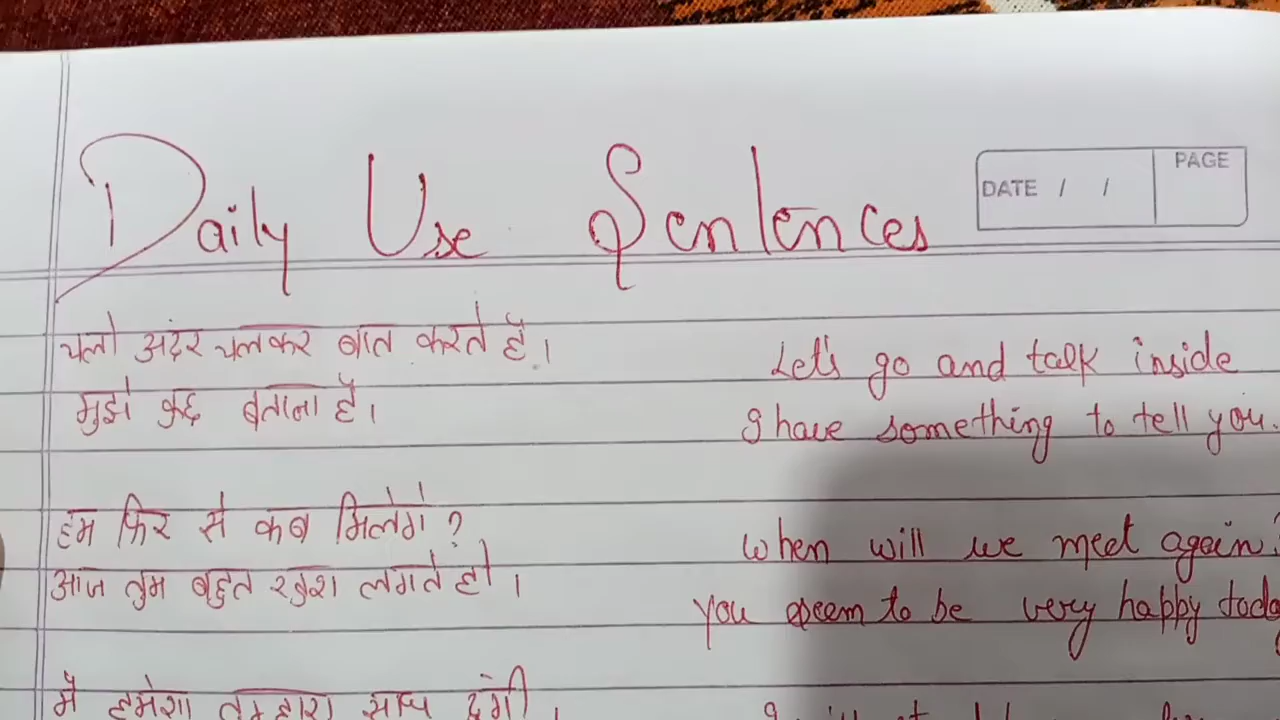 Daily Use Sentences
DATE / / PAGE
चलो अंदर चलकर बात करते हैं। Let's go and talk inside
मुझे कुछ बताना है। I have something to tell you.
हम फिर से कब मिलेंगे? When will we meet again?
आज तुम बहुत खुश लगते हो। You seem to be very happy
मैं हमेशा तुम्हारा साथ दूंगी।